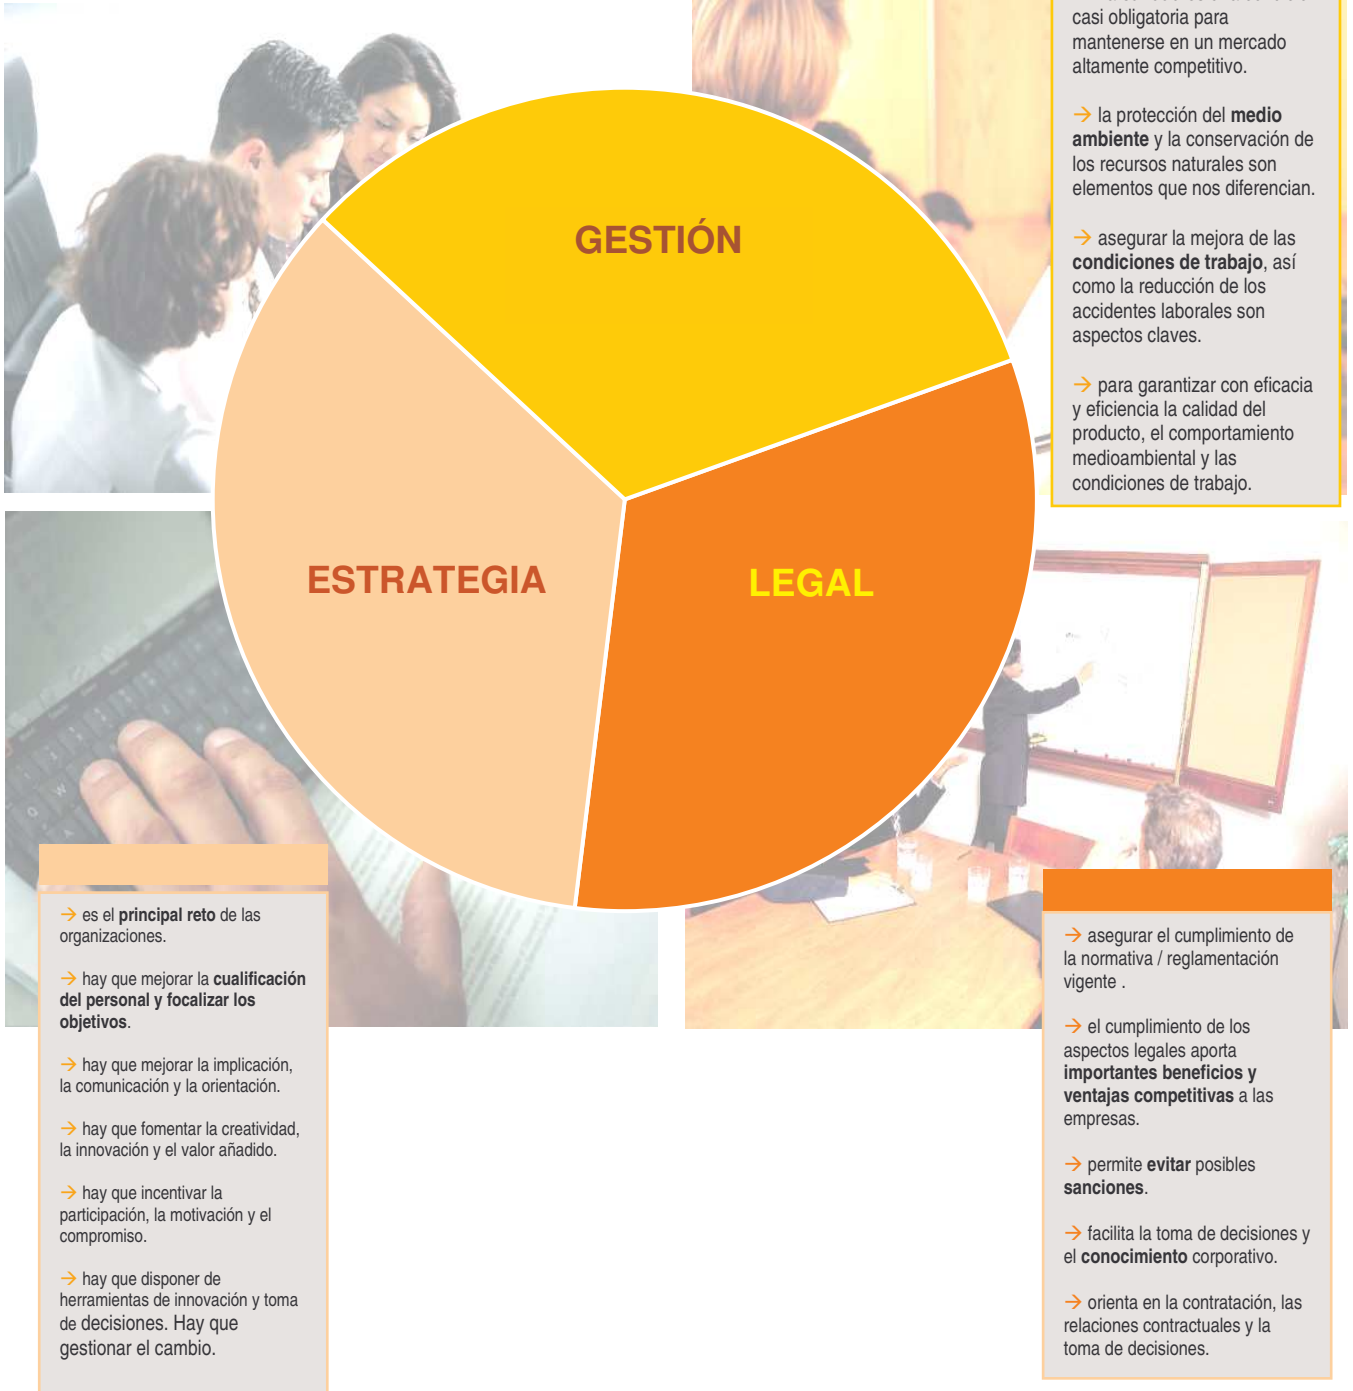 casi obligatoria para
mantenerse en un mercado
altamente competitivo.
→ la protección del medio
ambiente y la conservación de
los recursos naturales son
elementos que nos diferencian.
→ asegurar la mejora de las
condiciones de trabajo, así
como la reducción de los
accidentes laborales son
aspectos claves.
→ para garantizar con eficacia
y eficiencia la calidad del
producto, el comportamiento
medioambiental y las
condiciones de trabajo.
GESTIÓN
ESTRATEGIA
LEGAL
→ es el principal reto de las
organizaciones.
→ hay que mejorar la cualificación
del personal y focalizar los
objetivos.
→ hay que mejorar la implicación,
la comunicación y la orientación.
→ hay que fomentar la creatividad,
la innovación y el valor añadido.
→ hay que incentivar la
participación, la motivación y el
compromiso.
→ hay que disponer de
herramientas de innovación y toma
de decisiones. Hay que
gestionar el cambio.
→ asegurar el cumplimiento de
la normativa / reglamentación
vigente .
→ el cumplimiento de los
aspectos legales aporta
importantes beneficios y
ventajas competitivas a las
empresas.
→ permite evitar posibles
sanciones.
→ facilita la toma de decisiones y
el conocimiento corporativo.
→ orienta en la contratación, las
relaciones contractuales y la
toma de decisiones.